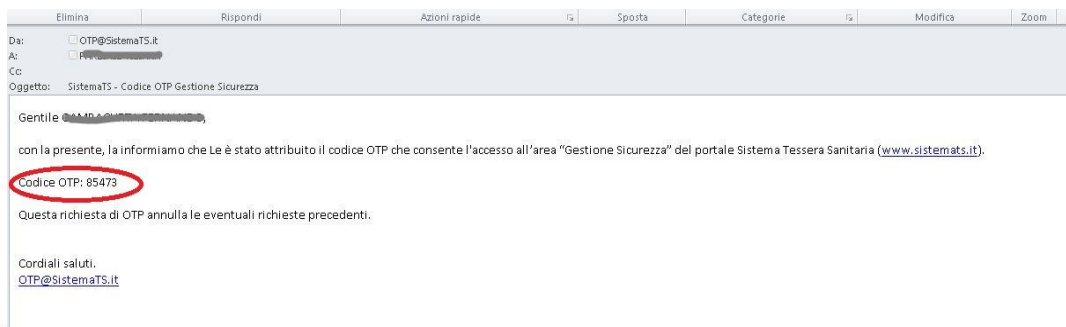 Elimina Rispondi Azioni rapide Sposta Categorie Modifica Zoom
Da: OTP@SistemaTS.it
A:
Cc:
Oggetto: SistemaTS - Codice OTP Gestione Sicurezza
Gentile
con la presente, la informiamo che Le è stato attribuito il codice OTP che consente l'accesso all'area "Gestione Sicurezza" del portale Sistema Tessera Sanitaria (www.sistemats.it).
Codice OTP: 85473
Questa richiesta di OTP annulla le eventuali richieste precedenti.
Cordiali saluti.
OTP@SistemaTS.it